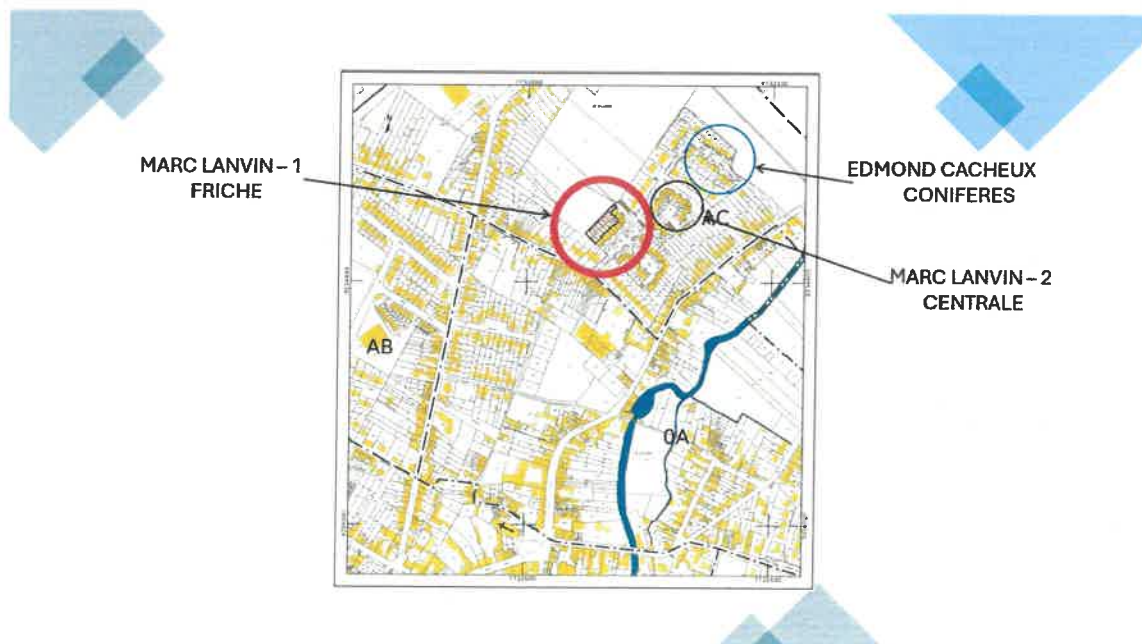 MARC LANVIN – 1
FRICHE
EDMOND CACHEUX
CONIFERES
AC
MARC LANVIN – 2
CENTRALE
AB
0A